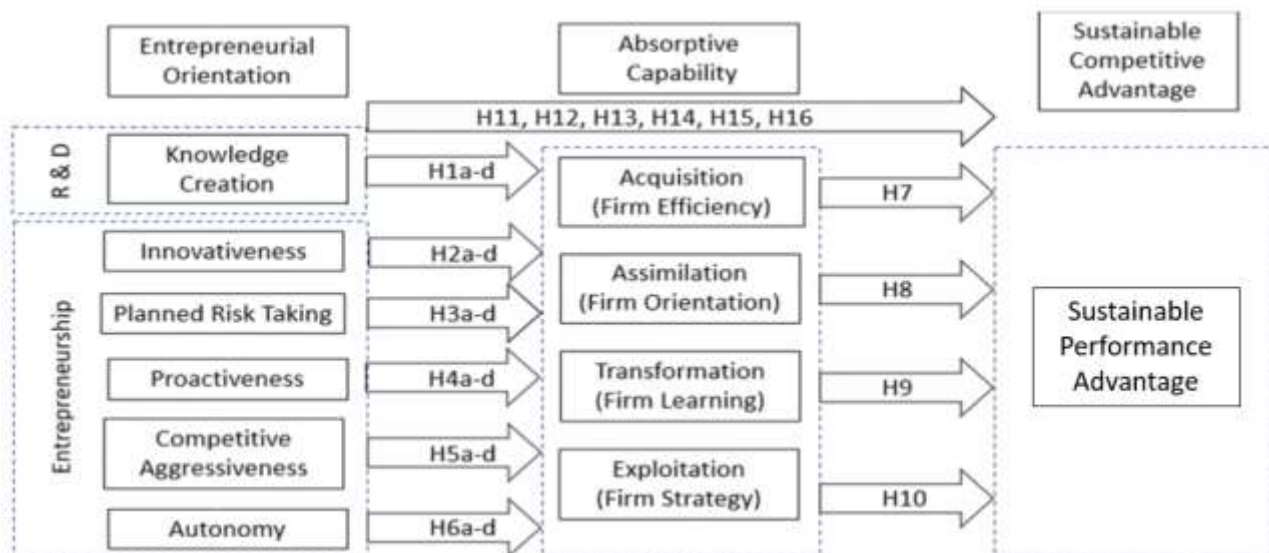 Entrepreneurial
Orientation
Absorptive
Capability
Sustainable
Competitive
Advantage
H11, H12, H13, H14, H15, H16
R & D
Knowledge
Creation
H1a-d
Acquisition
(Firm Efficiency)
H7
Entrepreneurship
Innovativeness
H2a-d
Assimilation
(Firm Orientation)
H8
Planned Risk Taking
H3a-d
Sustainable
Performance
Advantage
Proactiveness
H4a-d
Transformation
(Firm Learning)
H9
Competitive
Aggressiveness
H5a-d
Exploitation
(Firm Strategy)
H10
Autonomy
H6a-d